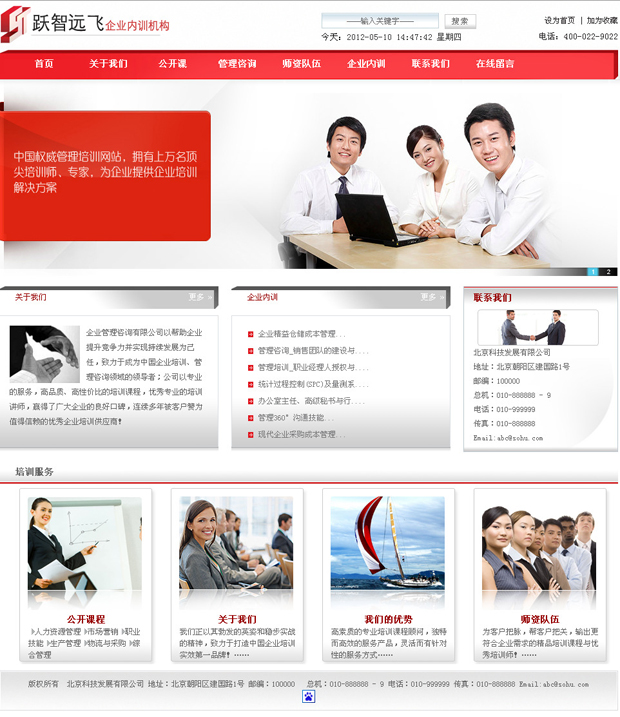 跃智远飞企业内训机构
——输入关键字—— 搜索
设为首页 | 加为收藏
今天：2012-05-10 14:47:42 星期四
电话：400-022-9022
首页 关于我们 公开课 管理咨询 师资队伍 企业内训 联系我们 在线留言
中国权威管理培训网站，拥有上万名顶
尖培训师、专家，为企业提供企业培训
解决方案
1 2
关于我们 更多 »
企业管理咨询有限公司以帮助企业
提升竞争力并实现持续发展为己
任，致力于成为中国企业培训、管
理咨询领域的领导者；公司以专业
的服务，高品质、高性价比的培训课程，优秀专业的培训
讲师，赢得了广大企业的良好口碑，连续多年被客户赞为
值得信赖的优秀企业培训供应商!
企业内训 更多 »
企业精益仓储成本管理...
管理咨询_销售团队的建设与....
管理培训_职业经理人授权与....
统计过程控制(SPC)及量测系....
办公室主任、高级秘书与行....
管理360°沟通技能...
现代企业采购成本管理...
联系我们
北京科技发展有限公司
地址：北京朝阳区建国路1号
邮编：100000
总机：010-888888 - 9
电话：010-999999
传真：010-888888
Email:abc@sohu.com
培训服务
公开课程
人力资源管理 市场营销 职业
技能 生产管理 物流与采购 综
合管理
关于我们
我们正以其勃发的英姿和稳步实战
的精神，致力于打造中国企业培训
实效第一品牌! ……
我们的优势
高素质的专业培训课程顾问，独特
而高效的服务产品，灵活而有针对
性的服务方式……
师资队伍
为客户把脉，帮客户把关，输出更
符合企业需求的精品培训课程与优
秀培训师! ……
版权所有 北京科技发展有限公司 地址：北京朝阳区建国路1号 邮编：100000 总机：010-888888 - 9 电话：010-999999 传真：010-888888 Email:abc@sohu.com